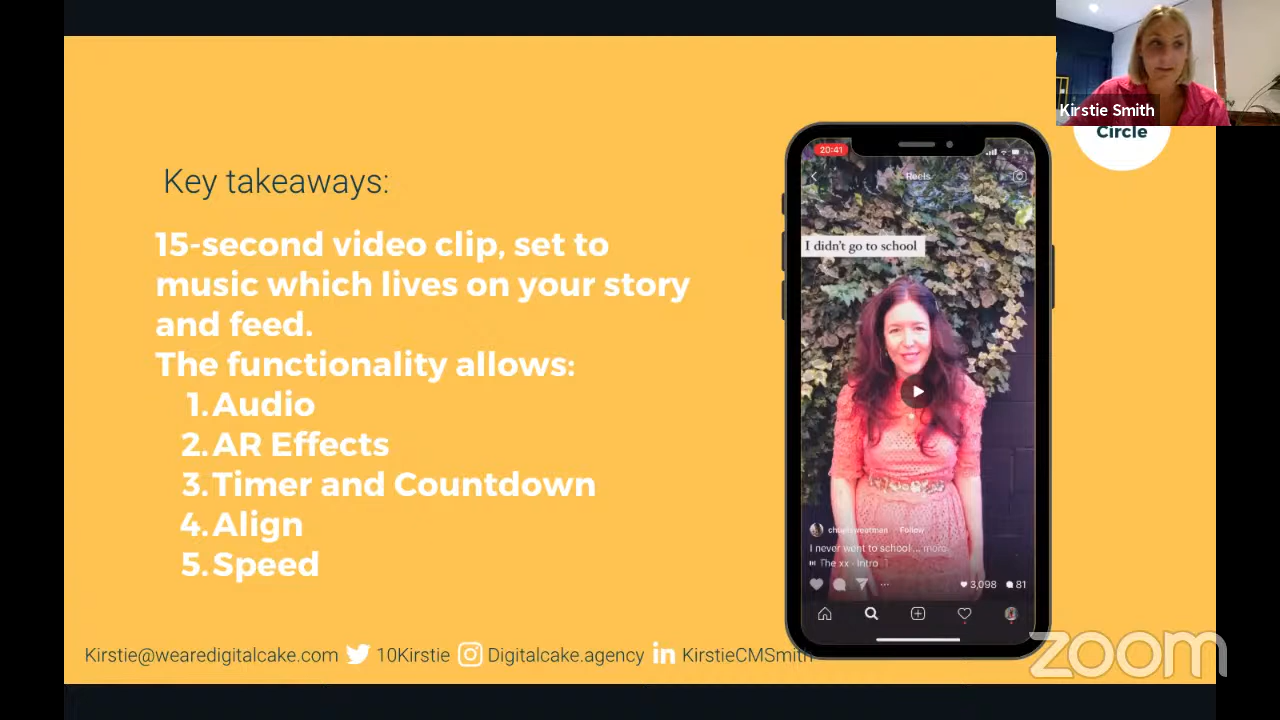 Kirstie Smith
Circle
Key takeaways:
15-second video clip, set to
music which lives on your story
and feed.
The functionality allows:
1. Audio
2. AR Effects
3. Timer and Countdown
4. Align
5. Speed
20:41
Reels
I didn't go to school
Follow
I never went to school... more
The xx - Intro
3,098 81
Kirstie@wearedigitalcake.com 10Kirstie Digitalcake.agency in KirstieCMSmith
zoom